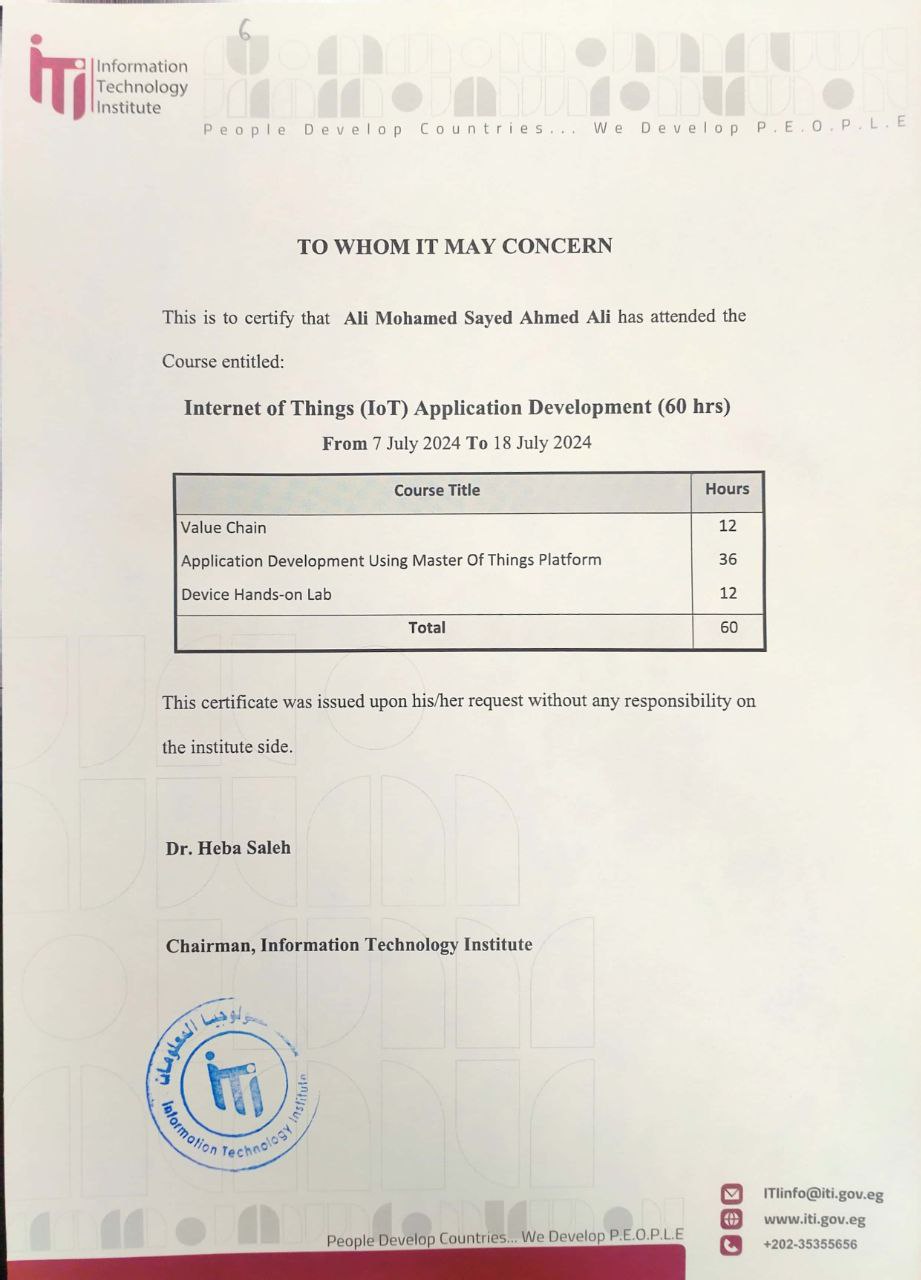 6
iTi
Information
Technology
Institute
People Develop Countries... We Develop P.E.O.P.L.E
TO WHOM IT MAY CONCERN
This is to certify that Ali Mohamed Sayed Ahmed Ali has attended the
Course entitled:
Internet of Things (IoT) Application Development (60 hrs)
From 7 July 2024 To 18 July 2024
Course Title Hours
Value Chain 12
Application Development Using Master Of Things Platform 36
Device Hands-on Lab 12
Total 60
This certificate was issued upon his/her request without any responsibility on
the institute side.
Dr. Heba Saleh
Chairman, Information Technology Institute
المعلومات
iTi
Information Technology Institute
ITIinfo@iti.gov.eg
www.iti.gov.eg
+202-35355656
People Develop Countries... We Develop P.E.O.P.L.E